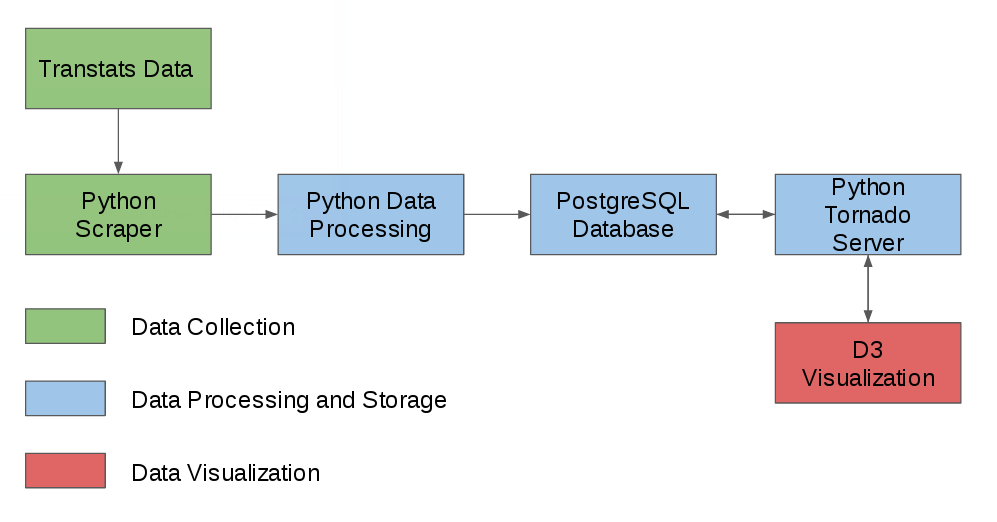 Transtats Data
Python
Scraper
Python Data
Processing
PostgreSQL
Database
Python
Tornado
Server
D3
Visualization
Data Collection
Data Processing and Storage
Data Visualization